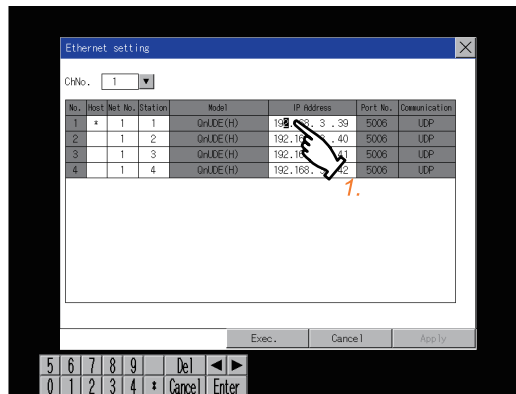 Ethernet setting
ChNo. 1
No. Host Net No. Station Model IP Address Port No. Communication
1 * 1 1 QnUDE(H) .3 .39 5006 UDP
2 1 2 QnUDE(H) .40 5006 UDP
3 1 3 QnUDE(H) 5006 UDP
4 1 4 QnUDE(H) 192.168. 42 5006 UDP
1.
Exec. Cancel Apply
5 6 7 8 9 Del ◀ ▶
0 1 2 3 4 * Cancel Enter